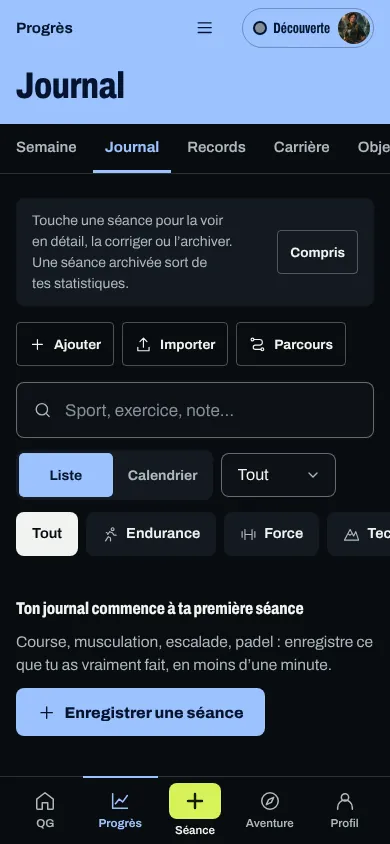 Progrès
Découverte
Journal
Semaine Journal Records Carrière Obje
Touche une séance pour la voir
en détail, la corriger ou l’archiver.
Une séance archivée sort de
tes statistiques.
Compris
Ajouter Importer Parcours
Sport, exercice, note...
Liste Calendrier Tout
Tout Endurance Force Tec
Ton journal commence à ta première séance
Course, musculation, escalade, padel : enregistre ce
que tu as vraiment fait, en moins d’une minute.
Enregistrer une séance
QG Progrès Séance Aventure Profil